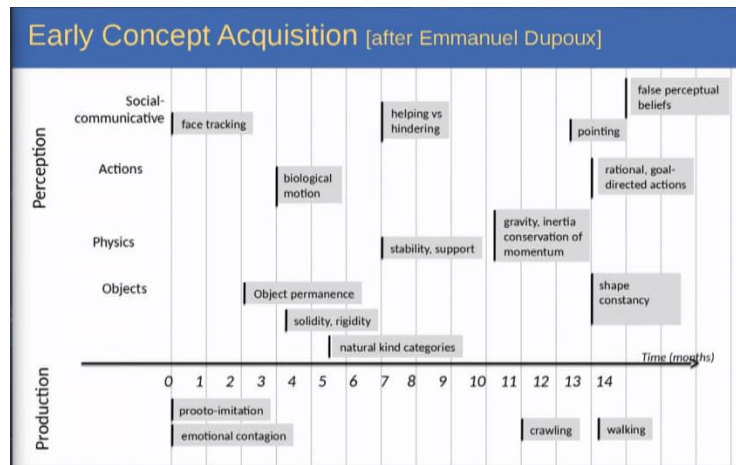 Early Concept Acquisition [after Emmanuel Dupoux]
Perception
Social-
communicative
face tracking
helping vs
hindering
pointing
false perceptual
beliefs
Actions
biological
motion
rational, goal-
directed actions
Physics
stability, support
gravity, inertia
conservation of
momentum
Objects
Object permanence
solidity, rigidity
natural kind categories
shape
constancy
Time (months)
0 1 2 3 4 5 6 7 8 9 10 11 12 13 14
Production
prooto-imitation
emotional contagion
crawling
walking